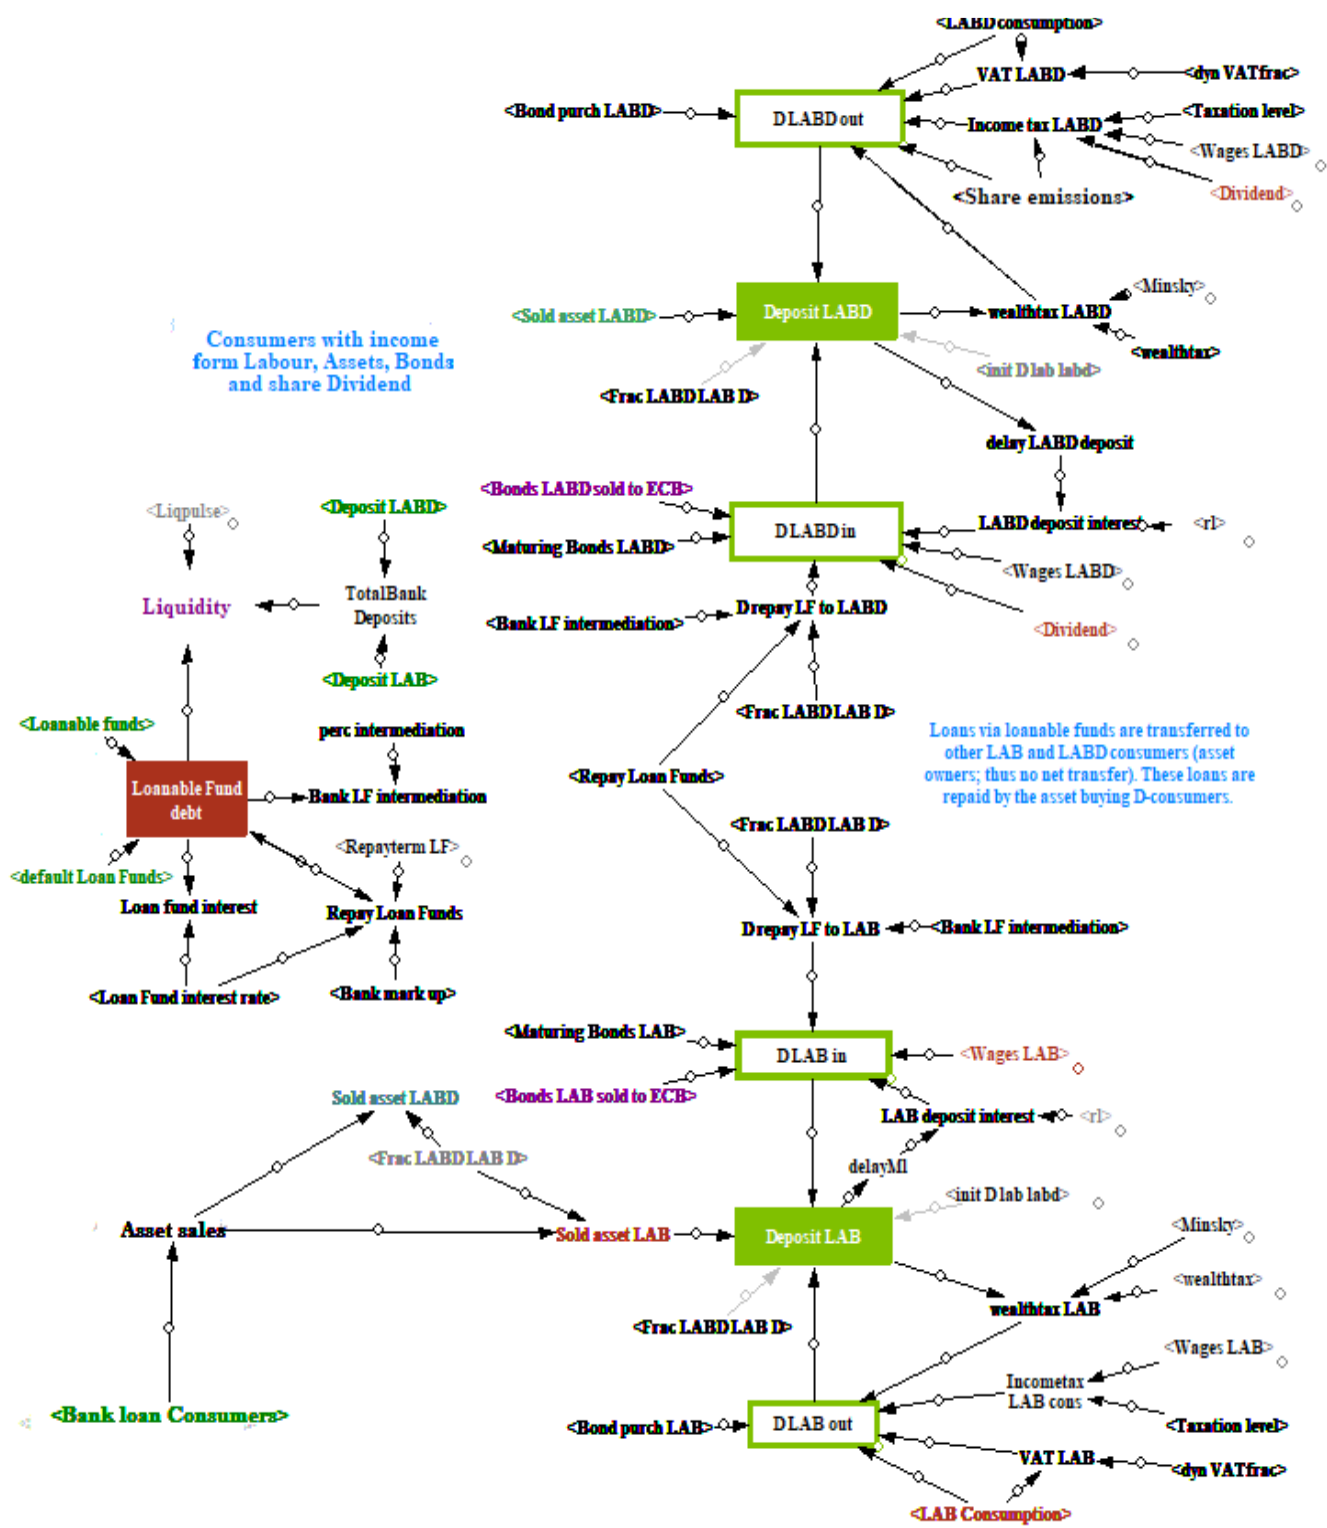 <LABD consumption>
VAT LABD
<dyn VATfrac>
<Bond purch LABD>
D LABD out
<Taxation level>
Income tax LABD
<Wages LABD>
<Share emissions>
<Dividend>
<Minsky>
<Sold asset LABD>
Deposit LABD
wealthtax LABD
Consumers with income
form Labour, Assets, Bonds
and share Dividend
<wealthtax>
<init D lab labd>
<Frac LABD LAB D>
delay LABD deposit
<Bonds LABD sold to ECB>
<Liqpulse>
<Deposit LABD>
D LABD in
LABD deposit interest
<rl>
<Maturing Bonds LABD>
<Wages LABD>
Liquidity
TotalBank
Deposits
D repay LF to LABD
<Bank LF intermediation>
<Dividend>
<Deposit LAB>
<Frac LABD LAB D>
<Loanable funds>
perc intermediation
Loans via loanable funds are transferred to
other LAB and LABD consumers (asset
owners; thus no net transfer). These loans are
repaid by the asset buying D-consumers.
<Repay Loan Funds>
Loanable Fund
debt
Bank LF intermediation
<Frac LABD LAB D>
<Repayterm LF>
<default Loan Funds>
Loan fund interest
Repay Loan Funds
D repay LF to LAB
<Bank LF intermediation>
<Loan Fund interest rate>
<Bank mark up>
<Maturing Bonds LAB>
D LAB in
<Wages LAB>
Sold asset LABD
<Bonds LAB sold to ECB>
LAB deposit interest
<rl>
<Frac LABD LAB D>
delayMl
<init D lab labd>
Asset sales
Sold asset LAB
Deposit LAB
<Minsky>
<wealthtax>
wealthtax LAB
<Frac LABD LAB D>
<Wages LAB>
Incometax
LAB cons
<Bank loan Consumers>
<Bond purch LAB>
D LAB out
<Taxation level>
VAT LAB
<dyn VATfrac>
<LAB Consumption>